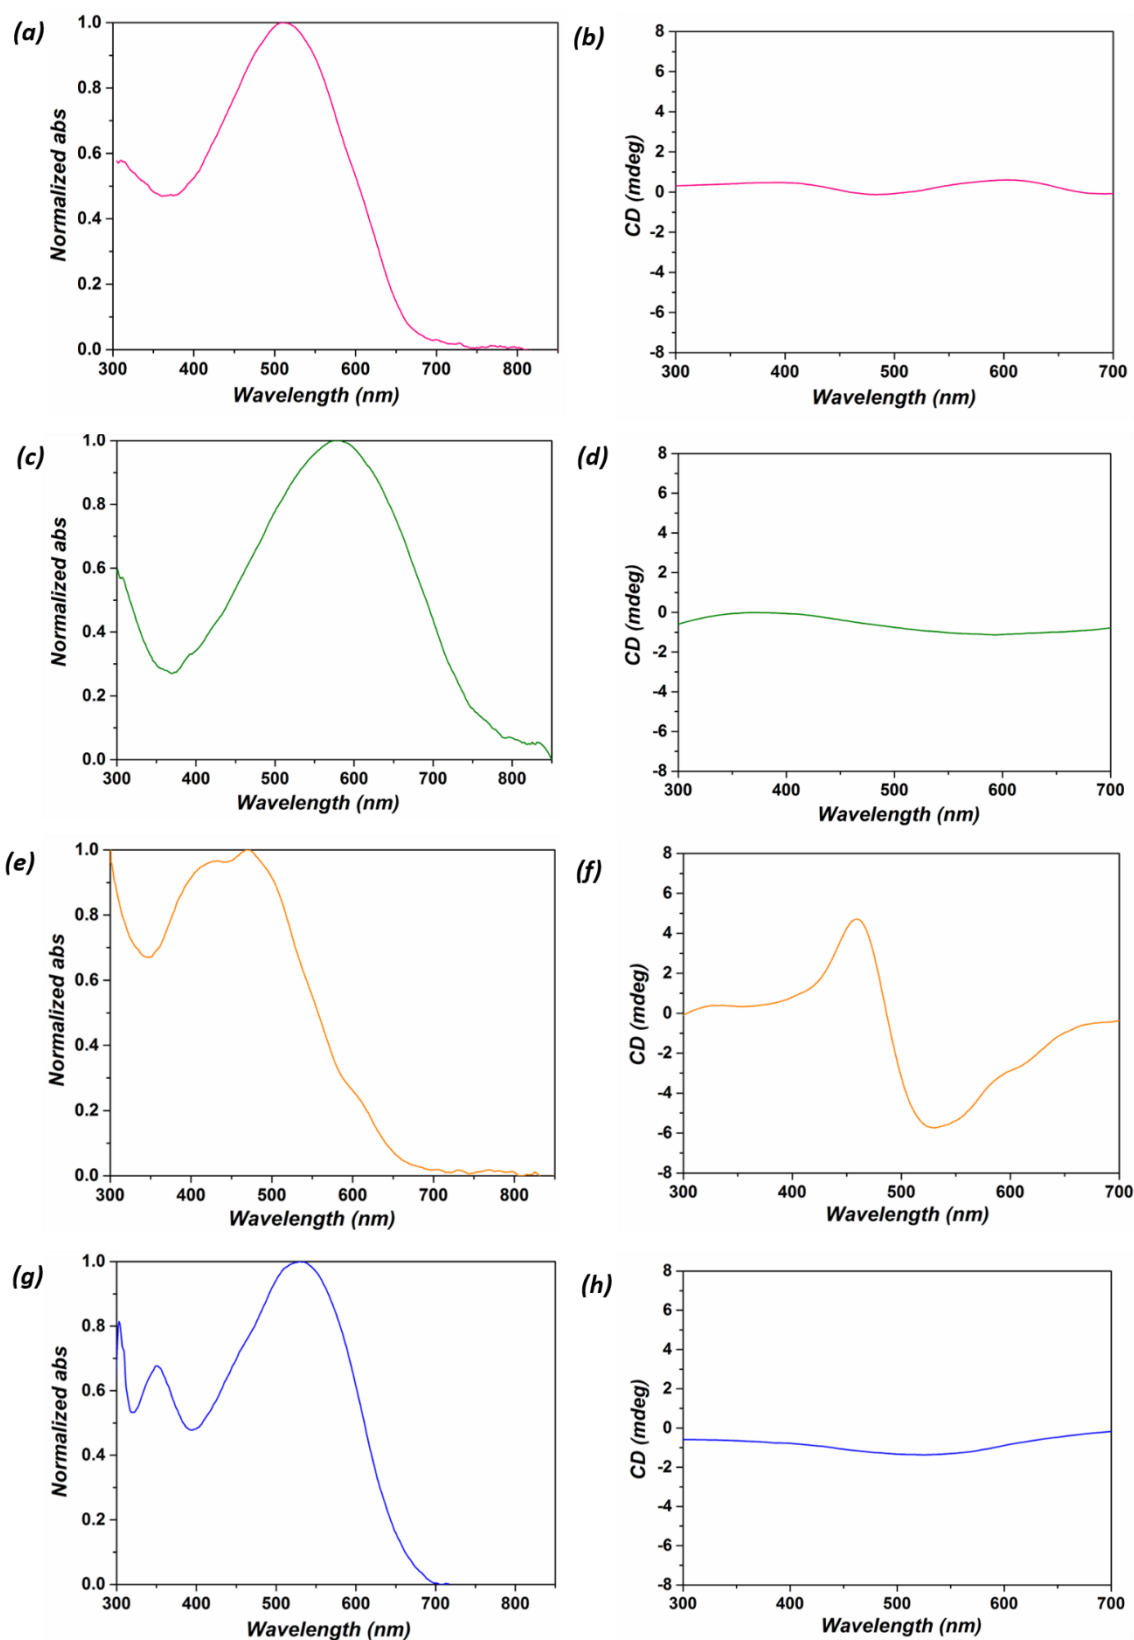 (a)
1.0
0.8
0.6
0.4
0.2
0.0
Normalized abs
300 400 500 600 700 800
Wavelength (nm)
(b)
8
6
4
2
0
-2
-4
-6
-8
CD (mdeg)
300 400 500 600 700
Wavelength (nm)
(c)
1.0
0.8
0.6
0.4
0.2
0.0
Normalized abs
300 400 500 600 700 800
Wavelength (nm)
(d)
8
6
4
2
0
-2
-4
-6
-8
CD (mdeg)
300 400 500 600 700
Wavelength (nm)
(e)
1.0
0.8
0.6
0.4
0.2
0.0
Normalized abs
300 400 500 600 700 800
Wavelength (nm)
(f)
8
6
4
2
0
-2
-4
-6
-8
CD (mdeg)
300 400 500 600 700
Wavelength (nm)
(g)
1.0
0.8
0.6
0.4
0.2
0.0
Normalized abs
300 400 500 600 700 800
Wavelength (nm)
(h)
8
6
4
2
0
-2
-4
-6
-8
CD (mdeg)
300 400 500 600 700
Wavelength (nm)